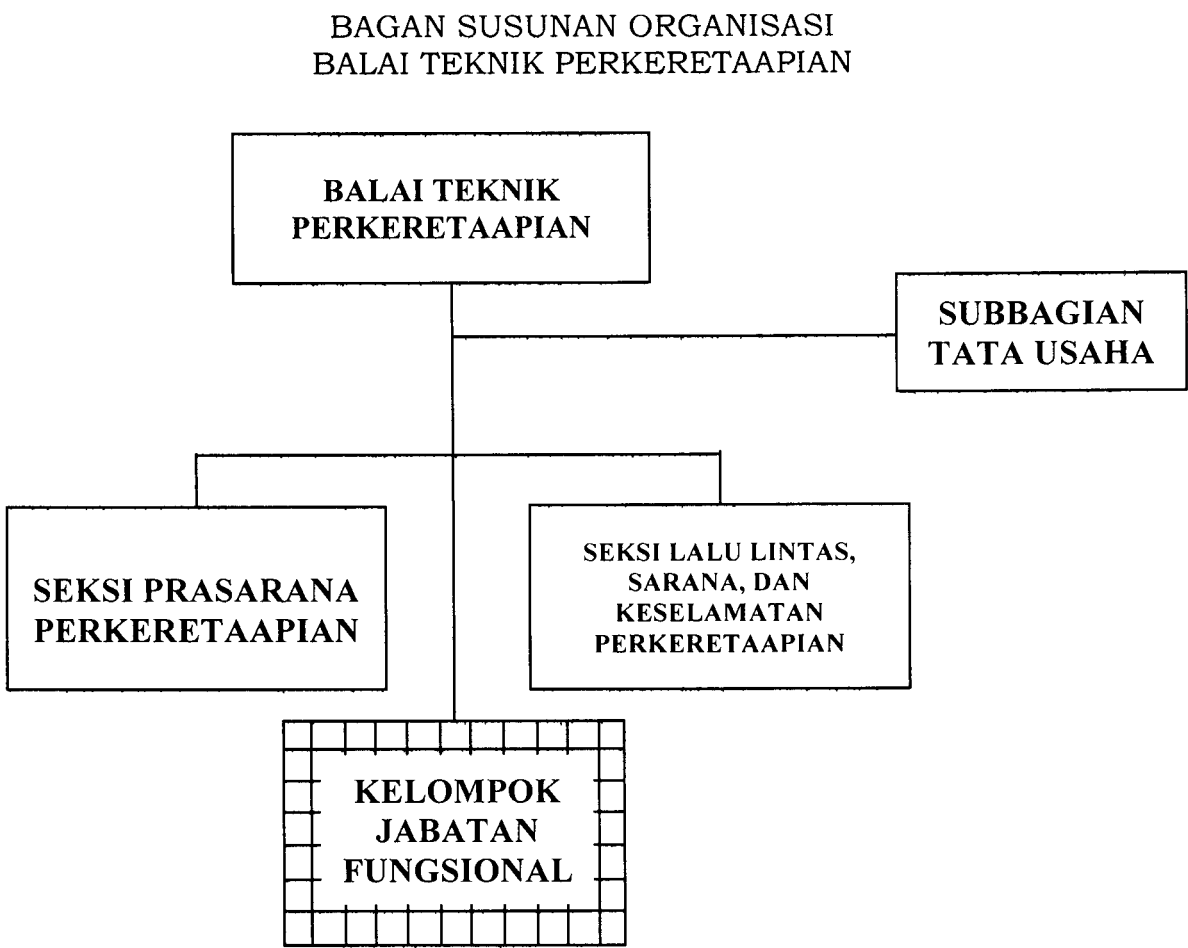 BAGAN SUSUNAN ORGANISASI
BALAI TEKNIK PERKERETAAPIAN
BALAI TEKNIK
PERKERETAAPIAN
SUBBAGIAN
TATA USAHA
SEKSI PRASARANA
PERKERETAAPIAN
SEKSI LALU LINTAS,
SARANA, DAN
KESELAMATAN
PERKERETAAPIAN
KELOMPOK
JABATAN
FUNGSIONAL